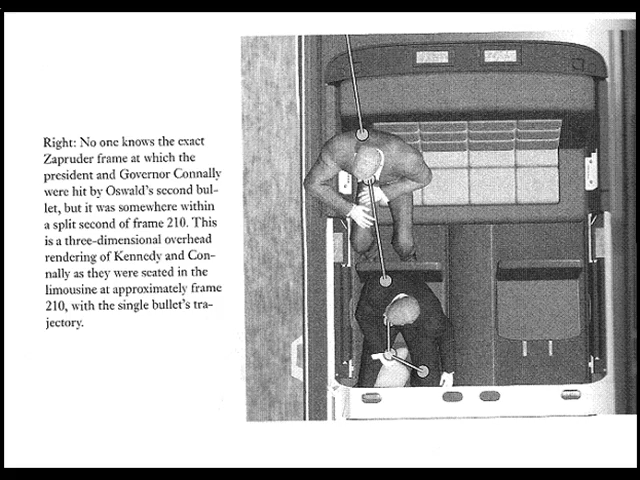 Right: No one knows the exact
Zapruder frame at which the
president and Governor Connally
were hit by Oswald's second bul-
let, but it was somewhere within
a split second of frame 210. This
is a three-dimensional overhead
rendering of Kennedy and Con-
nally as they were seated in the
limousine at approximately frame
210, with the single bullet's tra-
jectory.